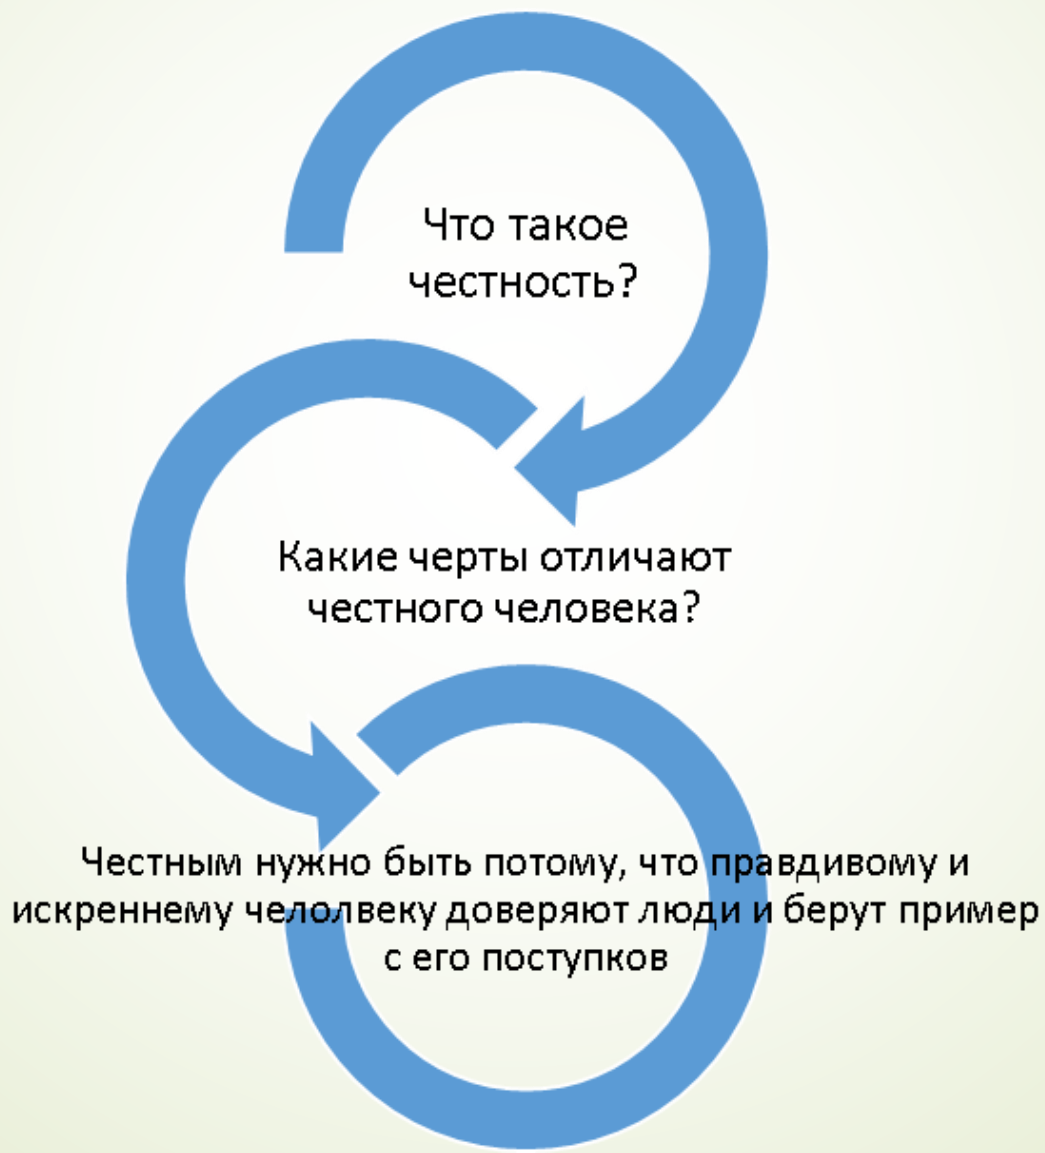 Что такое
честность?
Какие черты отличают
честного человека?
Честным нужно быть потому, что правдивому и
искреннему челолвеку доверяют люди и берут пример
с его поступков